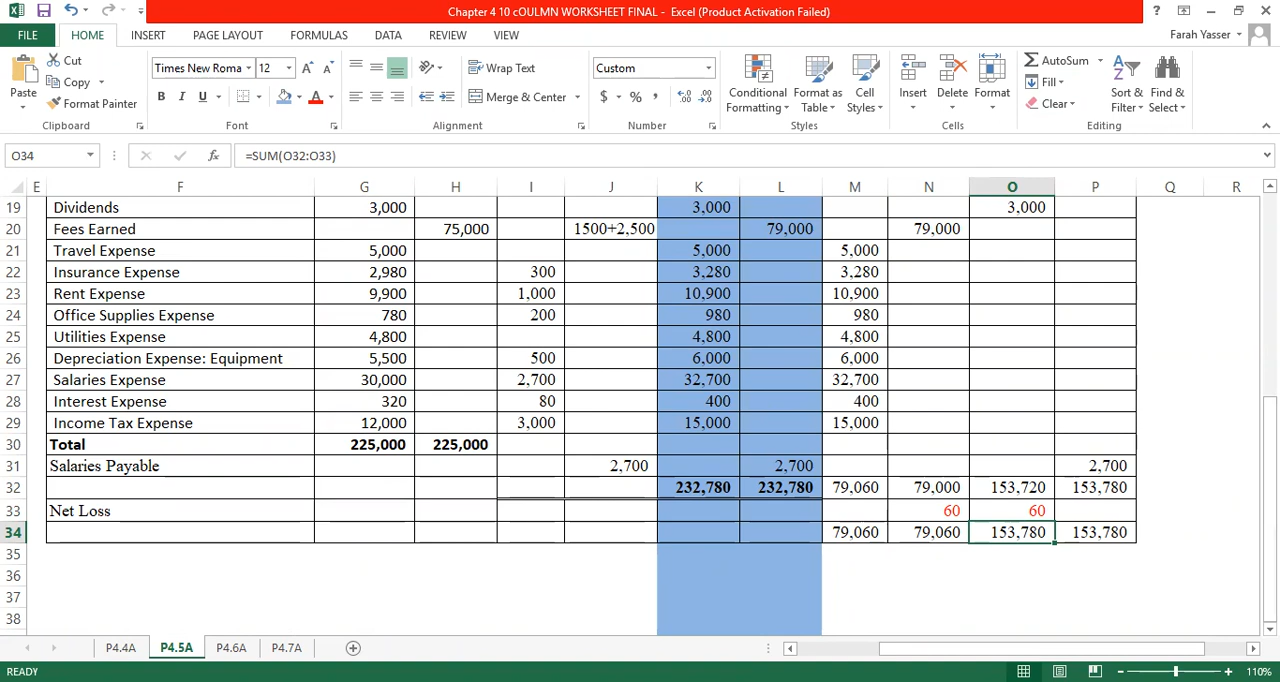 Chapter 4 10 cOULMN WORKSHEET FINAL - Excel (Product Activation Failed)
?
FILE HOME INSERT PAGE LAYOUT FORMULAS DATA REVIEW VIEW
Farah Yasser
Paste
Cut
Copy
Format Painter
Clipboard
Times New Roma 12 A A
B I U A
Font
Wrap Text
Merge & Center
Alignment
Custom
$ % ,
Number
Conditional Formatting
Format as Table
Cell Styles
Styles
Insert Delete Format
Cells
AutoSum
Fill
Clear
Sort & Filter
Find & Select
Editing
O34 fx =SUM(O32:O33)
E F G H I J K L M N O P Q R
19 Dividends 3,000 3,000 3,000
20 Fees Earned 75,000 1500+2,500 79,000 79,000
21 Travel Expense 5,000 5,000 5,000
22 Insurance Expense 2,980 300 3,280 3,280
23 Rent Expense 9,900 1,000 10,900 10,900
24 Office Supplies Expense 780 200 980 980
25 Utilities Expense 4,800 4,800 4,800
26 Depreciation Expense: Equipment 5,500 500 6,000 6,000
27 Salaries Expense 30,000 2,700 32,700 32,700
28 Interest Expense 320 80 400 400
29 Income Tax Expense 12,000 3,000 15,000 15,000
30 Total 225,000 225,000
31 Salaries Payable 2,700 2,700 2,700
32 232,780 232,780 79,060 79,000 153,720 153,780
33 Net Loss 60 60
34 79,060 79,060 153,780 153,780
35
36
37
38
P4.4A P4.5A P4.6A P4.7A
READY 110%